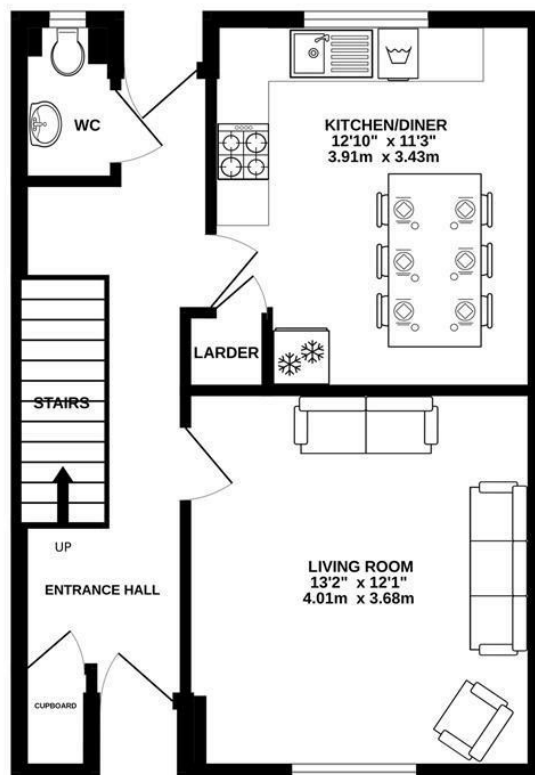 WC
KITCHEN/DINER
12'10" x 11'3"
3.91m x 3.43m
LARDER
STAIRS
UP
ENTRANCE HALL
LIVING ROOM
13'2" x 12'1"
4.01m x 3.68m
CUPBOARD